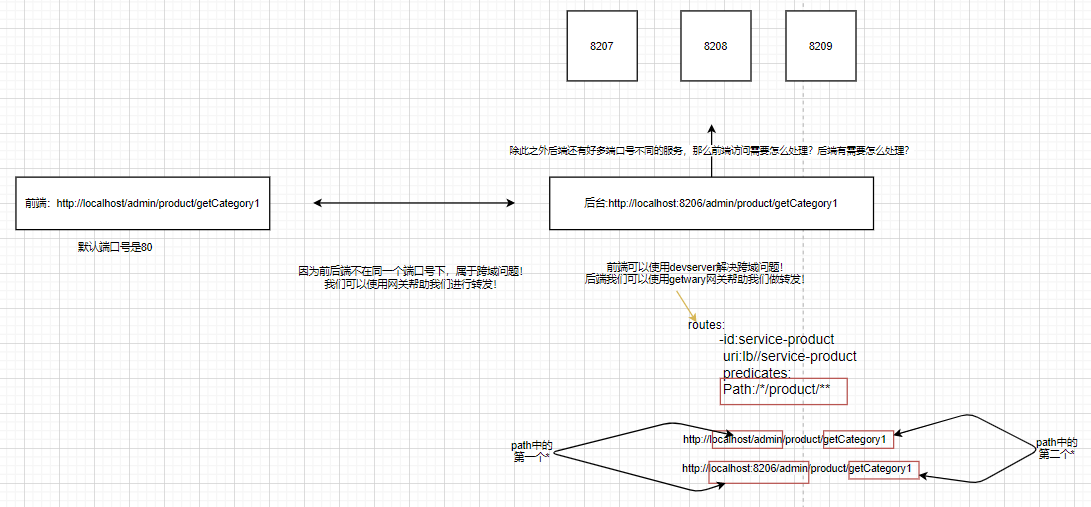 8207
8208
8209
除此之外后端还有好多端口号不同的服务，那么前端访问需要怎么处理？后端有需要怎么处理？
前端：http://localhost/admin/product/getCategory1
后台:http://localhost:8206/admin/product/getCategory1
默认端口号是80
因为前后端不在同一个端口号下，属于跨域问题！
我们可以使用网关帮助我们进行转发！
前端可以使用devserver解决跨域问题！
后端我们可以使用getwary网关帮助我们做转发！
routes:
-id:service-product
uri:lb//service-product
predicates:
Path:/*/product/**
path中的
第一个*
http://localhost/admin/product/getCategory1
http://localhost:8206/admin/product/getCategory1
path中的
第二个*